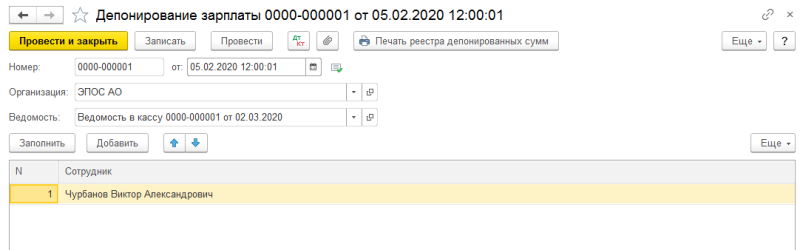 Депонирование зарплаты 0000-000001 от 05.02.2020 12:00:01
Провести и закрыть Записать Провести Дт Кт Печать реестра депонированных сумм Еще ?
Номер: 0000-000001 от: 05.02.2020 12:00:01
Организация: ЭПОС АО
Ведомость: Ведомость в кассу 0000-000001 от 02.03.2020
Заполнить Добавить Еще
N Сотрудник
1 Чурбанов Виктор Александрович